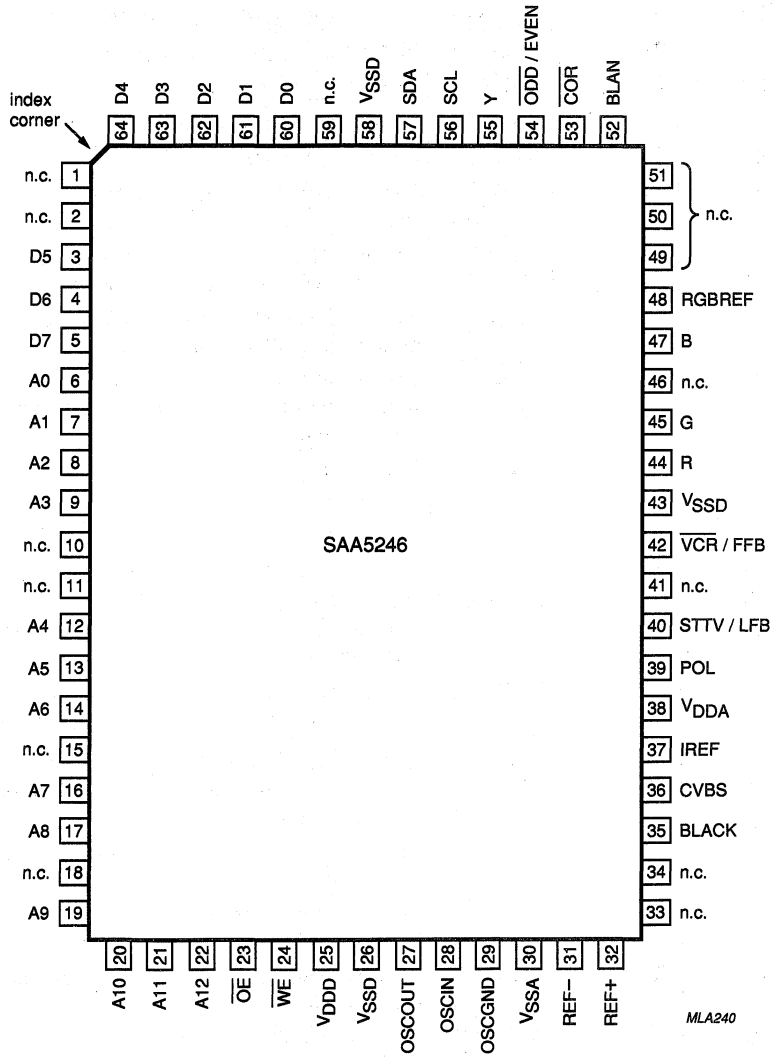 D4 D3 D2 D1 D0 n.c. VSSD SDA SCL Y ODD / EVEN COR BLAN
index
corner
64 63 62 61 60 59 58 57 56 55 54 53 52
n.c. 1
n.c. 2
D5 3
D6 4
D7 5
A0 6
A1 7
A2 8
A3 9
n.c. 10
n.c. 11
A4 12
A5 13
A6 14
n.c. 15
A7 16
A8 17
n.c. 18
A9 19
SAA5246
51
50 n.c.
49
48 RGBREF
47 B
46 n.c.
45 G
44 R
43 VSSD
42 VCR / FFB
41 n.c.
40 STTV / LFB
39 POL
38 VDDA
37 IREF
36 CVBS
35 BLACK
34 n.c.
33 n.c.
20 21 22 23 24 25 26 27 28 29 30 31 32
A10 A11 A12 OE WE VDDD VSSD OSCOUT OSCIN OSCGND VSSA REF− REF+
MLA240